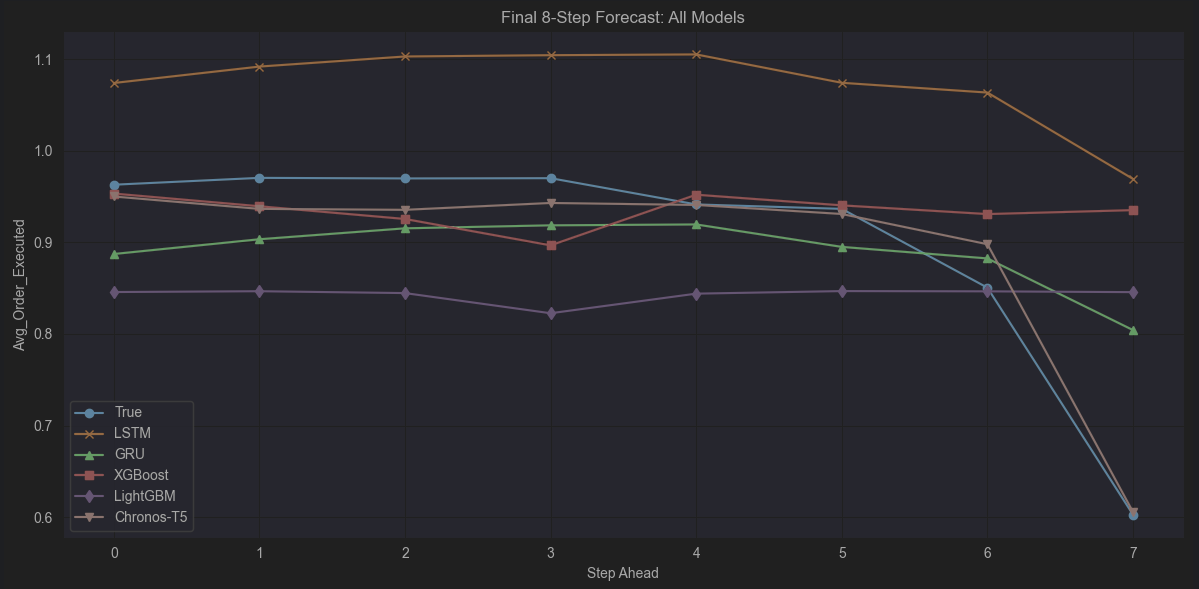 Final 8-Step Forecast: All Models
1.1
1.0
0.9
0.8
0.7
0.6
Avg_Order_Executed
True
LSTM
GRU
XGBoost
LightGBM
Chronos-T5
0 1 2 3 4 5 6 7
Step Ahead